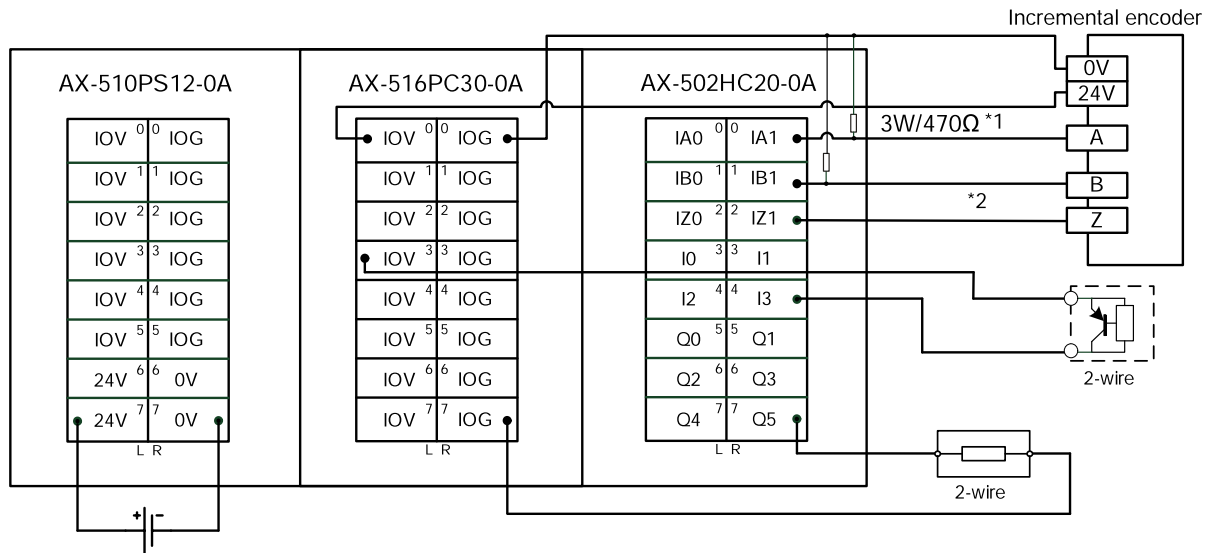 Incremental encoder
AX-510PS12-0A
AX-516PC30-0A
AX-502HC20-0A
0V
24V
A
B
Z
3W/470Ω *1
*2
IOV 0 0 IOG
IOV 1 1 IOG
IOV 2 2 IOG
IOV 3 3 IOG
IOV 4 4 IOG
IOV 5 5 IOG
24V 6 6 0V
24V 7 7 0V
L R
+ -
IOV 0 0 IOG
IOV 1 1 IOG
IOV 2 2 IOG
IOV 3 3 IOG
IOV 4 4 IOG
IOV 5 5 IOG
IOV 6 6 IOG
IOV 7 7 IOG
L R
IA0 0 0 IA1
IB0 1 1 IB1
IZ0 2 2 IZ1
I0 3 3 I1
I2 4 4 I3
Q0 5 5 Q1
Q2 6 6 Q3
Q4 7 7 Q5
L R
2-wire
2-wire